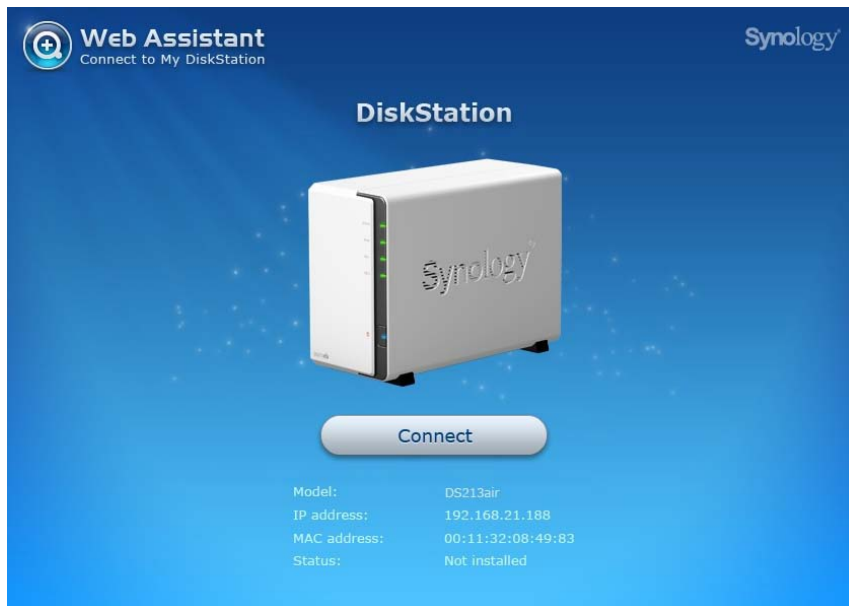 Web Assistant
Connect to My DiskStation
Synology
DiskStation
Synology
Connect
Model: DS213air
IP address: 192.168.21.188
MAC address: 00:11:32:08:49:83
Status: Not installed